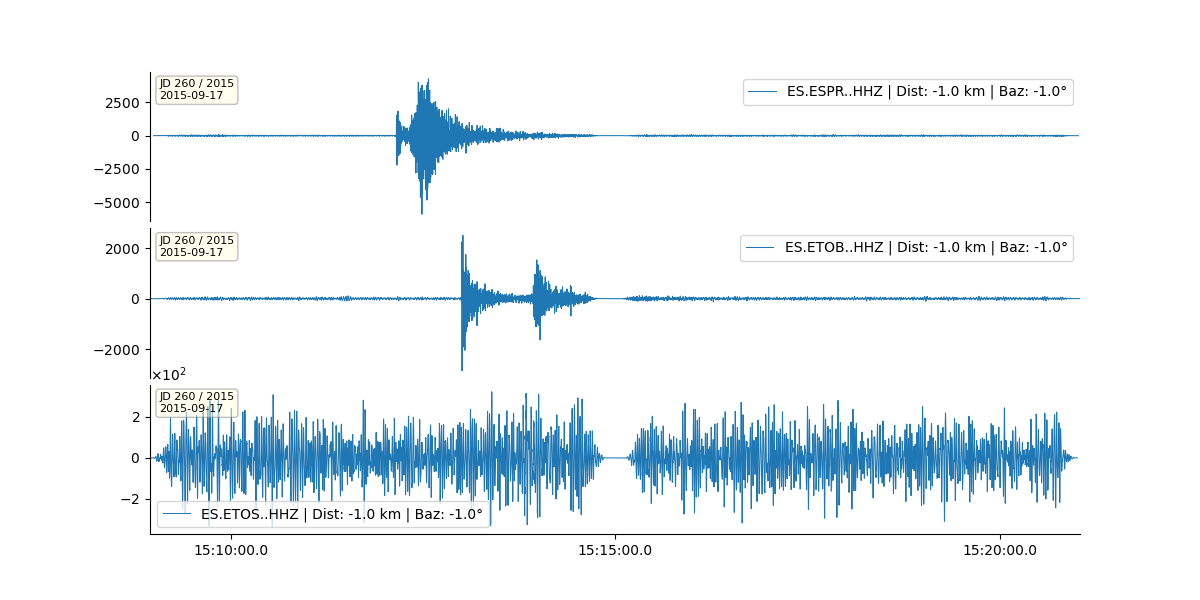 JD 260 / 2015
2015-09-17
ES.ESPR..HHZ | Dist: -1.0 km | Baz: -1.0°
2500
0
−2500
−5000
JD 260 / 2015
2015-09-17
ES.ETOB..HHZ | Dist: -1.0 km | Baz: -1.0°
2000
0
−2000
×10²
JD 260 / 2015
2015-09-17
2
0
−2
ES.ETOS..HHZ | Dist: -1.0 km | Baz: -1.0°
15:10:00.0 15:15:00.0 15:20:00.0